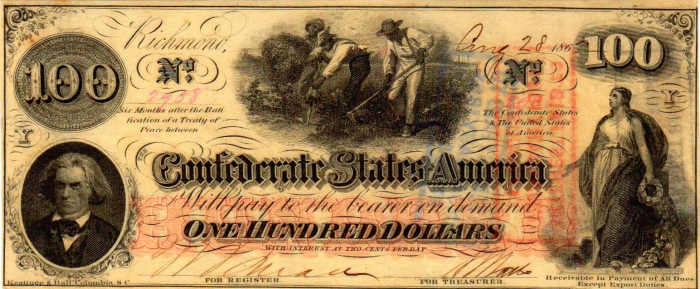 Richmond,
Aug 28 186
100
100
No
No
Six Months after the Rati
fication of a Treaty of
Peace between
The Confederate States
& The United States
of America.
Y
Y
Confederate States America
Will pay to the bearer on demand
ONE HUNDRED DOLLARS
WITH INTEREST AT TWO CENTS PER DAY
FOR REGISTER.
FOR TREASURER.
Keatinge & Ball, Columbia, S.C.
Receivable in Payment of All Dues
Except Export Duties.